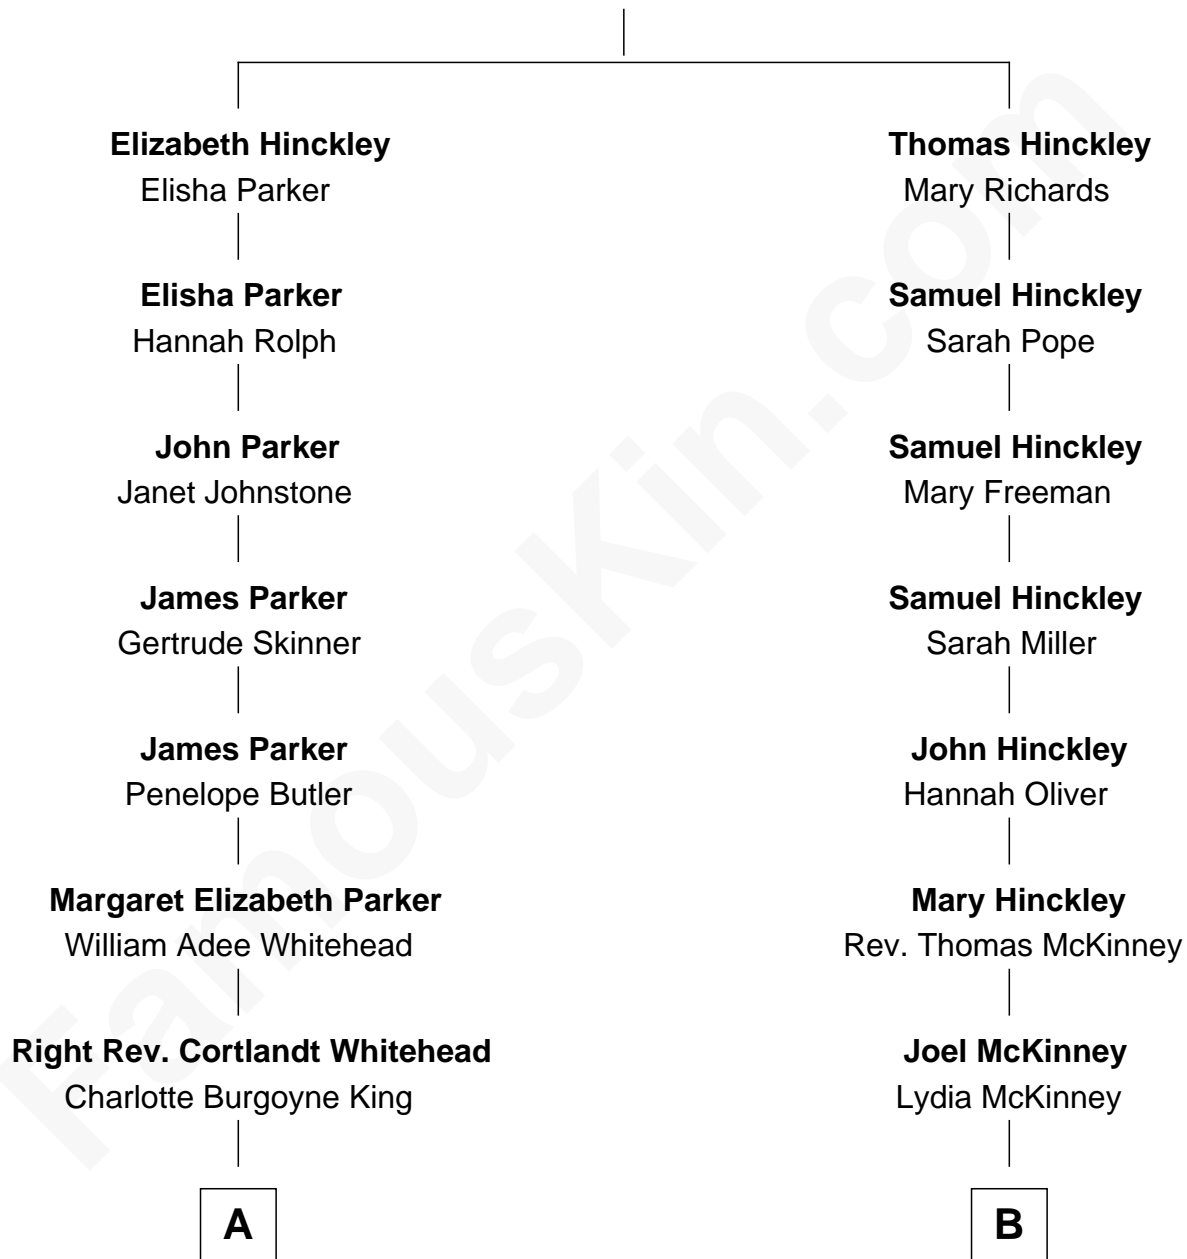 Elizabeth Hinckley
Elisha Parker
Elisha Parker
Hannah Rolph
John Parker
Janet Johnstone
James Parker
Gertrude Skinner
James Parker
Penelope Butler
Margaret Elizabeth Parker
William Adee Whitehead
Right Rev. Cortlandt Whitehead
Charlotte Burgoyne King
A
Thomas Hinckley
Mary Richards
Samuel Hinckley
Sarah Pope
Samuel Hinckley
Mary Freeman
Samuel Hinckley
Sarah Miller
John Hinckley
Hannah Oliver
Mary Hinckley
Rev. Thomas McKinney
Joel McKinney
Lydia McKinney
B
FamousKin.com